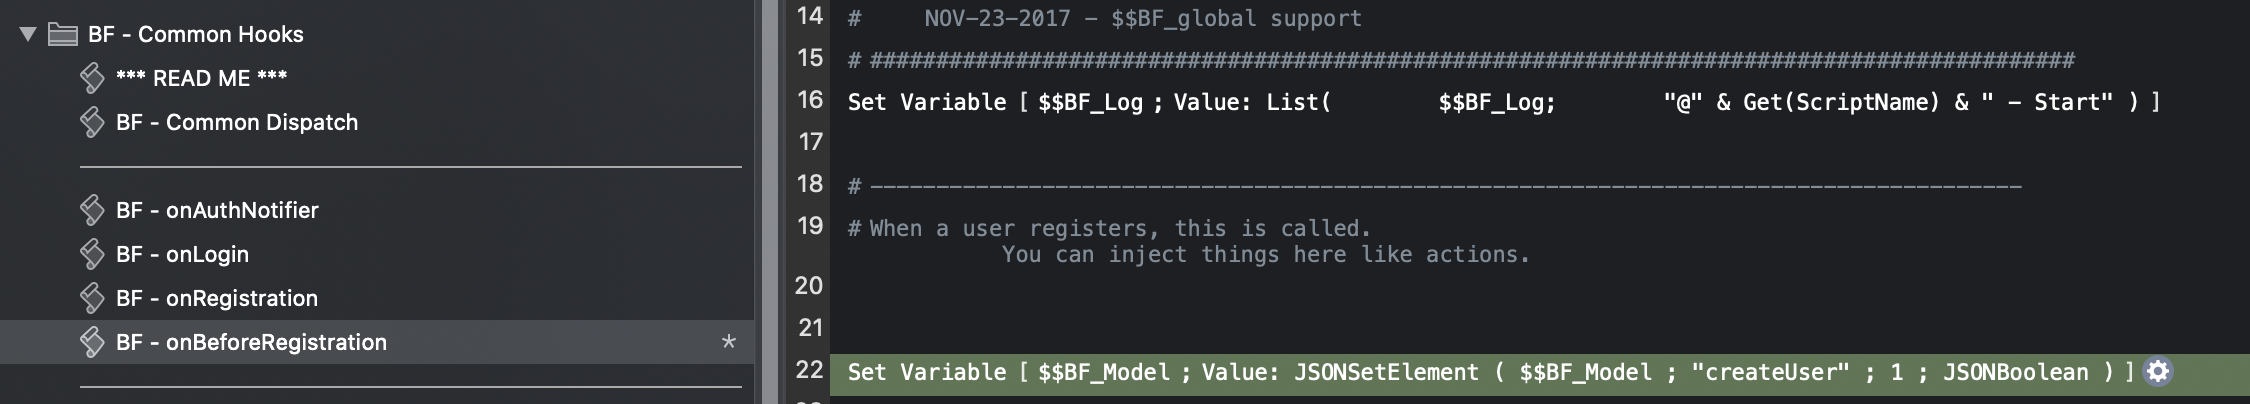 BF - Common Hooks
*** READ ME ***
BF - Common Dispatch
BF - onAuthNotifier
BF - onLogin
BF - onRegistration
BF - onBeforeRegistration *
14 # NOV-23-2017 - $$BF_global support
15 # ###########################################################################################
16 Set Variable [ $$BF_Log ; Value: List( $$BF_Log; "@" & Get(ScriptName) & " - Start" ) ]
17
18 # ---------------------------------------------------------------------------------------
19 # When a user registers, this is called.
You can inject things here like actions.
20
21
22 Set Variable [ $$BF_Model ; Value: JSONSetElement ( $$BF_Model ; "createUser" ; 1 ; JSONBoolean ) ]